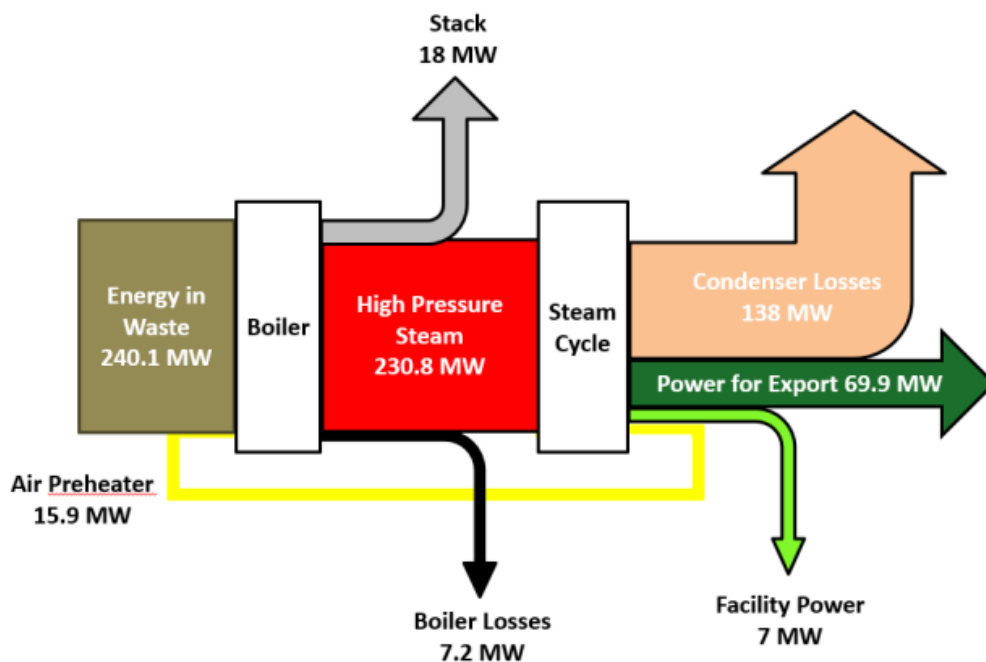 Stack
18 MW
Energy in
Waste
240.1 MW
Boiler
High Pressure
Steam
230.8 MW
Steam
Cycle
Condenser Losses
138 MW
Power for Export 69.9 MW
Air Preheater
15.9 MW
Boiler Losses
7.2 MW
Facility Power
7 MW